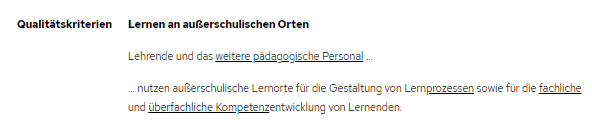 Qualitätskriterien Lernen an außerschulischen Orten
Lehrende und das weitere pädagogische Personal ...
... nutzen außerschulische Lernorte für die Gestaltung von Lernprozessen sowie für die fachliche
und überfachliche Kompetenzentwicklung von Lernenden.